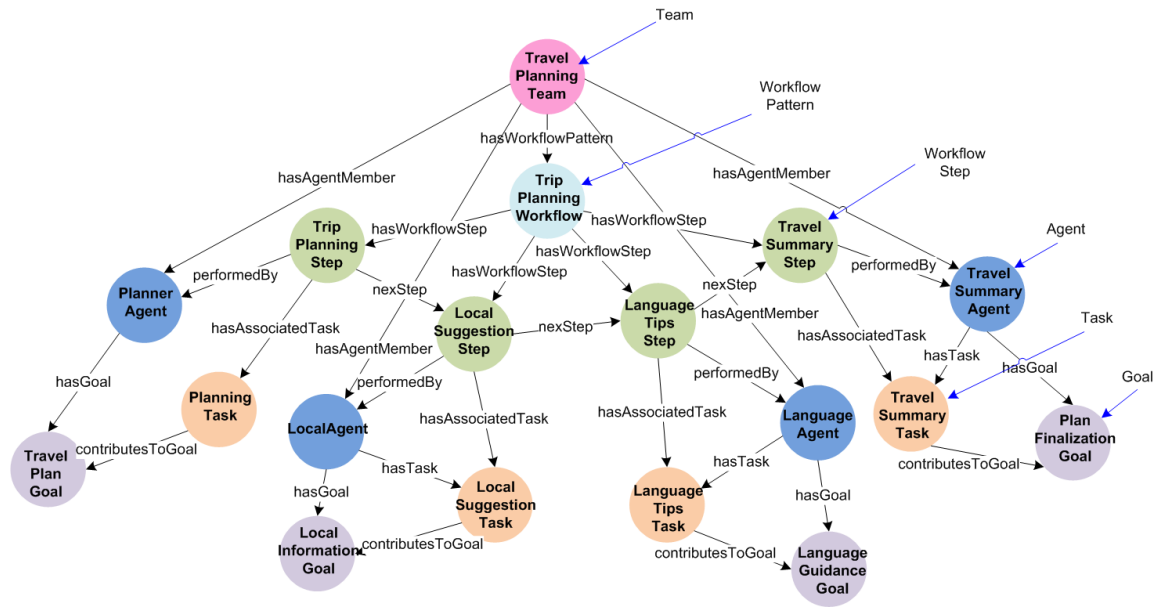 Team
Travel
Planning
Team
Workflow
Pattern
hasWorkflowPattern
Workflow
Step
hasAgentMember
hasAgentMember
Trip
Planning
Workflow
Trip
Planning
Step
hasWorkflowStep
hasWorkflowStep
Travel
Summary
Step
Agent
hasWorkflowStep
hasWorkflowStep
performedBy
performedBy
Planner
Agent
nexStep
nexStep
Travel
Summary
Agent
Local
Suggestion
Step
Language
Tips
Step
hasAgentMember
Task
hasAssociatedTask
nexStep
hasAssociatedTask
hasAgentMember
hasTask
hasGoal
hasGoal
performedBy
performedBy
Goal
Planning
Task
Travel
Summary
Task
hasAssociatedTask
hasAssociatedTask
LocalAgent
Language
Agent
Plan
Finalization
Goal
contributesToGoal
Travel
Plan
Goal
hasTask
hasTask
contributesToGoal
hasGoal
hasGoal
Local
Suggestion
Task
Language
Tips
Task
Local
Information
Goal
contributesToGoal
contributesToGoal
Language
Guidance
Goal